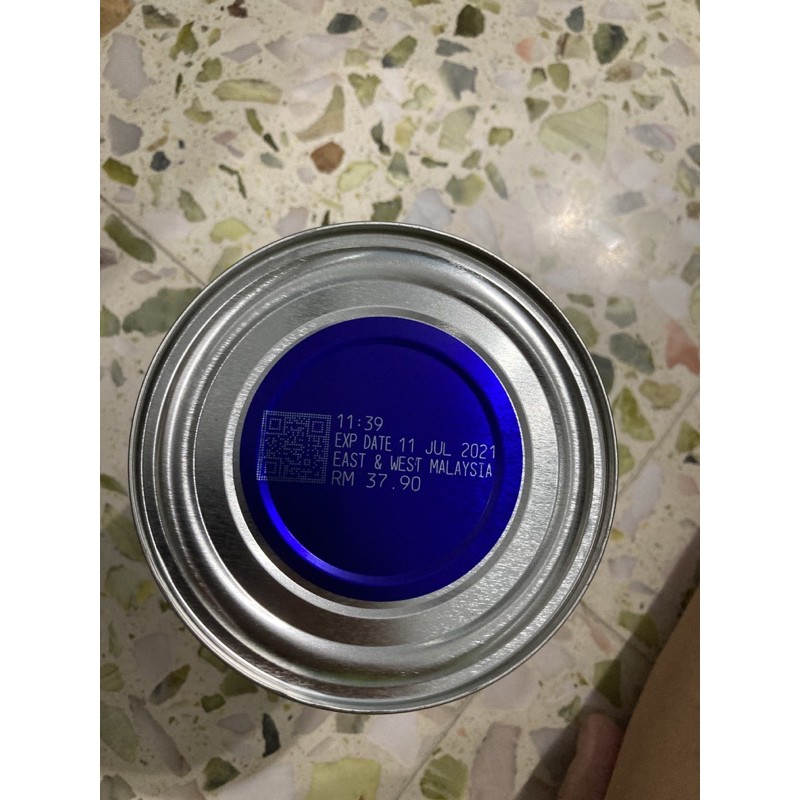 11:39
EXP DATE 11 JUL 2021
EAST & WEST MALAYSIA
RM 37.90